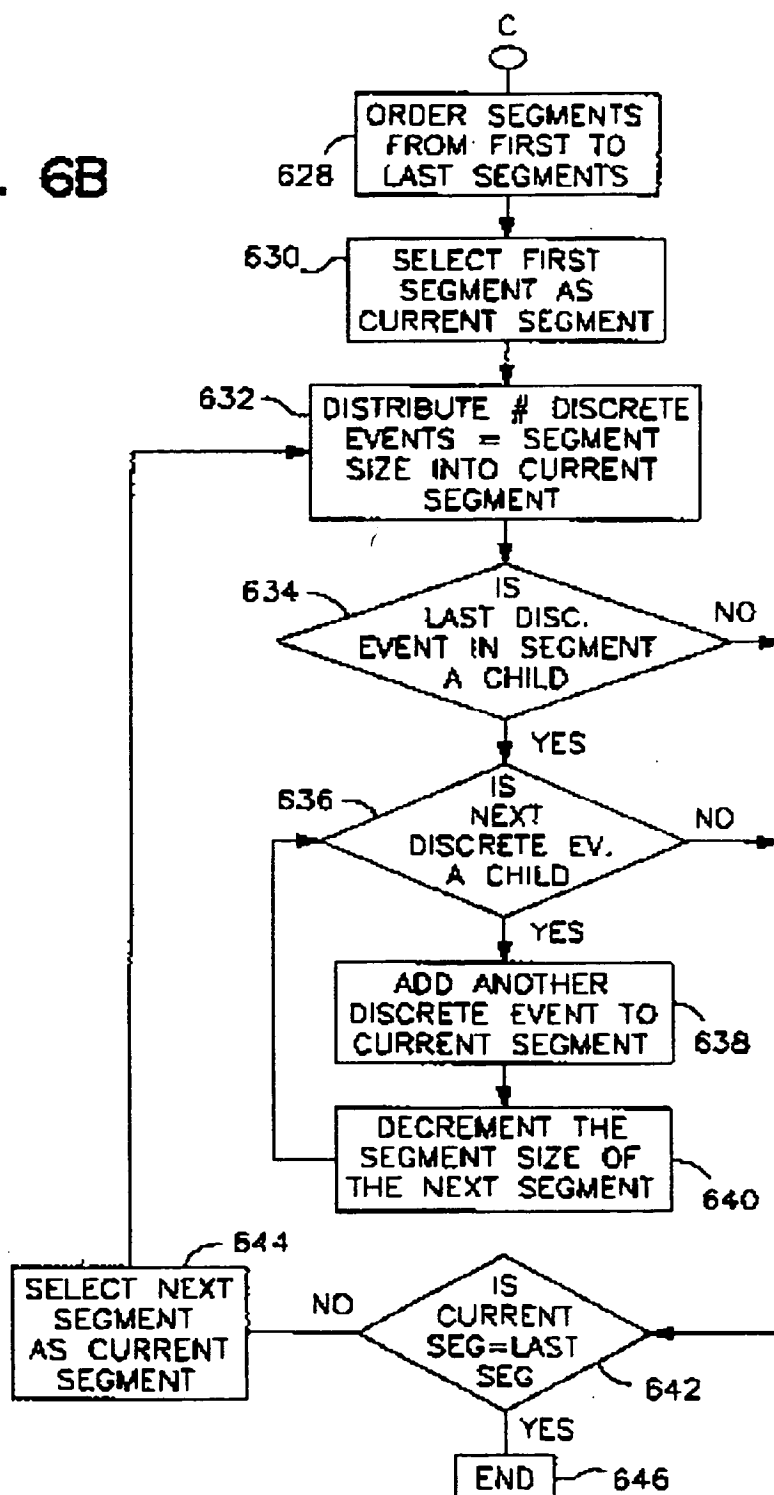 C
. 6B
ORDER SEGMENTS
FROM FIRST TO
LAST SEGMENTS
628
630
SELECT FIRST
SEGMENT AS
CURRENT SEGMENT
632
DISTRIBUTE # DISCRETE
EVENTS = SEGMENT
SIZE INTO CURRENT
SEGMENT
634
IS
LAST DISC.
EVENT IN SEGMENT
A CHILD
NO
YES
636
IS
NEXT
DISCRETE EV.
A CHILD
NO
YES
ADD ANOTHER
DISCRETE EVENT TO
CURRENT SEGMENT
638
DECREMENT THE
SEGMENT SIZE OF
THE NEXT SEGMENT
640
644
SELECT NEXT
SEGMENT
AS CURRENT
SEGMENT
NO
IS
CURRENT
SEG=LAST
SEG
642
YES
END
646